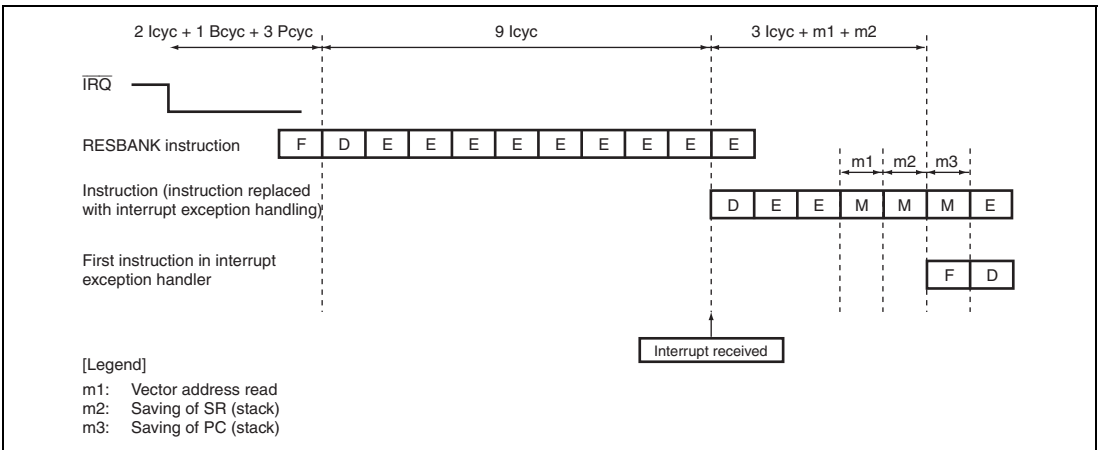 2 Icyc + 1 Bcyc + 3 Pcyc 9 Icyc 3 Icyc + m1 + m2
IRQ
RESBANK instruction F D E E E E E E E E E
m1 m2 m3
Instruction (instruction replaced
with interrupt exception handling) D E E M M M E
First instruction in interrupt
exception handler F D
Interrupt received
[Legend]
m1: Vector address read
m2: Saving of SR (stack)
m3: Saving of PC (stack)